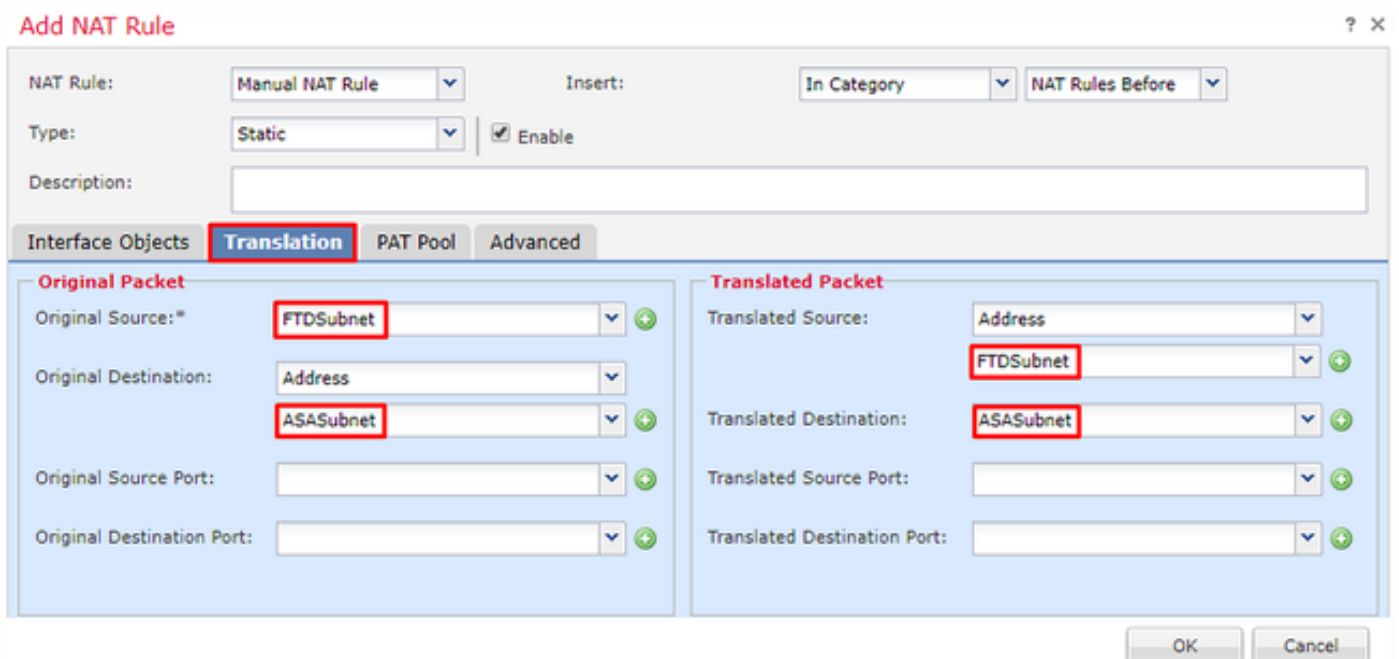 Add NAT Rule ? ×
NAT Rule: Manual NAT Rule Insert: In Category NAT Rules Before
Type: Static Enable
Description:
Interface Objects Translation PAT Pool Advanced
Original Packet Translated Packet
Original Source:* FTDSubnet Translated Source: Address
FTDSubnet
Original Destination: Address
ASASubnet Translated Destination: ASASubnet
Original Source Port: Translated Source Port:
Original Destination Port: Translated Destination Port:
OK Cancel